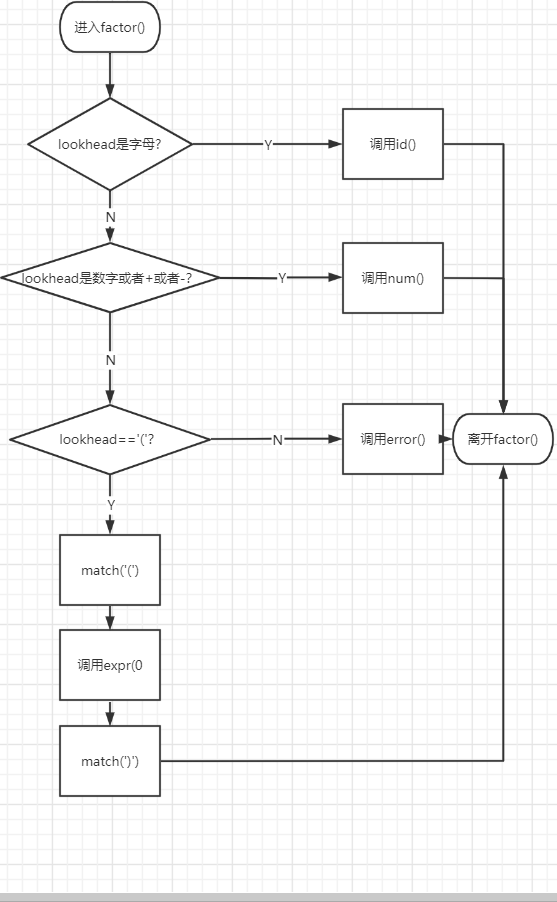 进入factor()
lookhead是字母?
Y
调用id()
N
lookhead是数字或者+或者-?
Y
调用num()
N
lookhead=='('?
N
调用error()
离开factor()
Y
match('(')
调用expr(0
match(')')